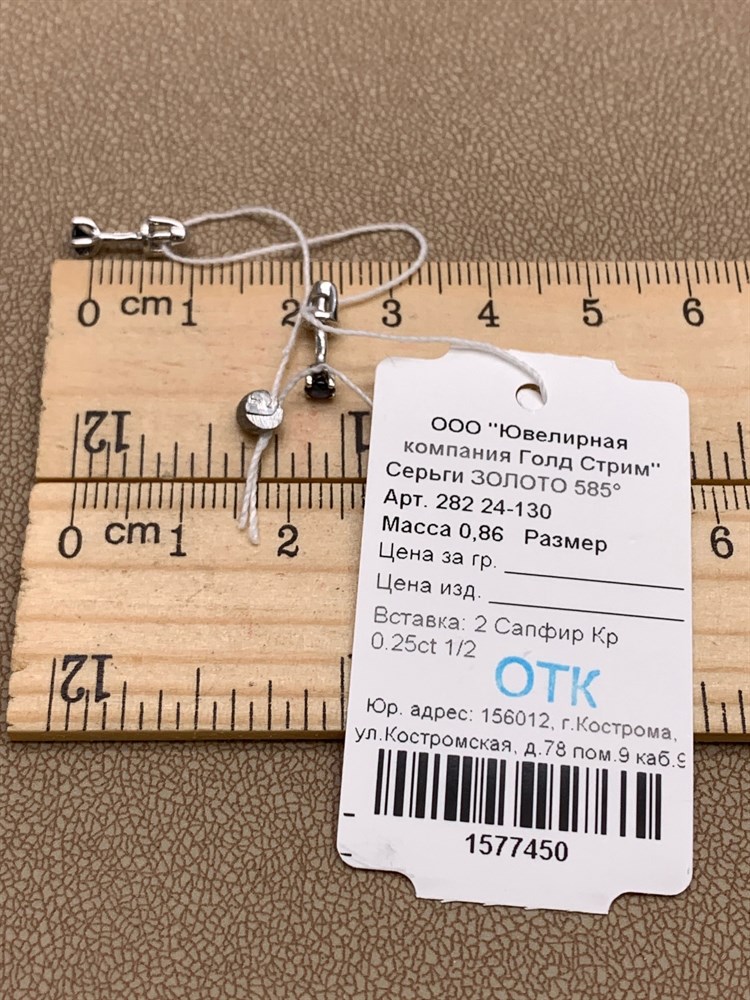 0 cm 1 2 3 4 5 6
12 1
0 cm 1 2 6
12
ООО "Ювелирная
компания Голд Стрим"
Серьги ЗОЛОТО 585°
Арт. 282 24-130
Масса 0,86 Размер
Цена за гр.
Цена изд.
Вставка: 2 Сапфир Кр
0.25ct 1/2
ОТК
Юр. адрес: 156012, г.Кострома,
ул.Костромская, д.78 пом.9 каб.9
1577450